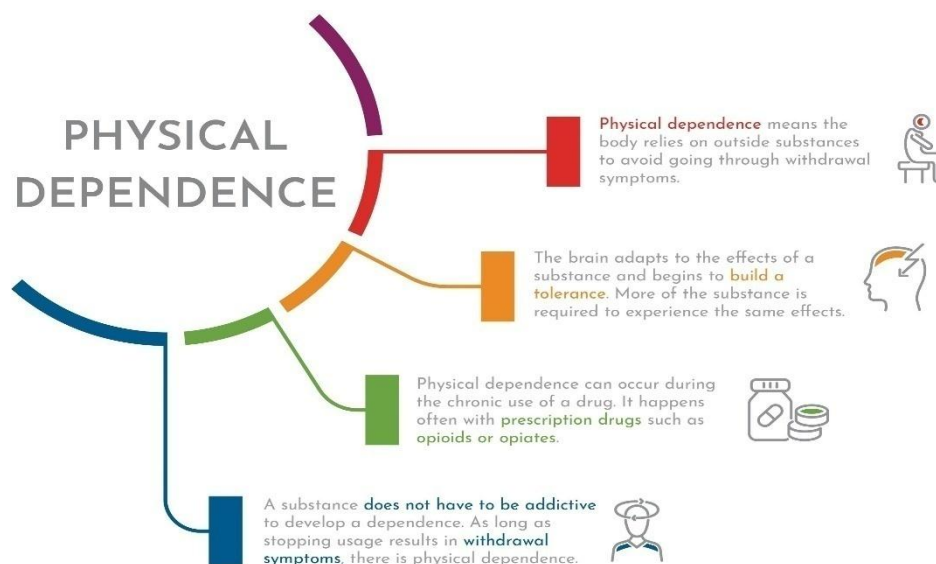 PHYSICAL
DEPENDENCE
Physical dependence means the
body relies on outside substances
to avoid going through withdrawal
symptoms.
The brain adapts to the effects of a
substance and begins to build a
tolerance. More of the substance is
required to experience the same effects.
Physical dependence can occur during
the chronic use of a drug. It happens
often with prescription drugs such as
opioids or opiates.
A substance does not have to be addictive
to develop a dependence. As long as
stopping usage results in withdrawal
symptoms, there is physical dependence.